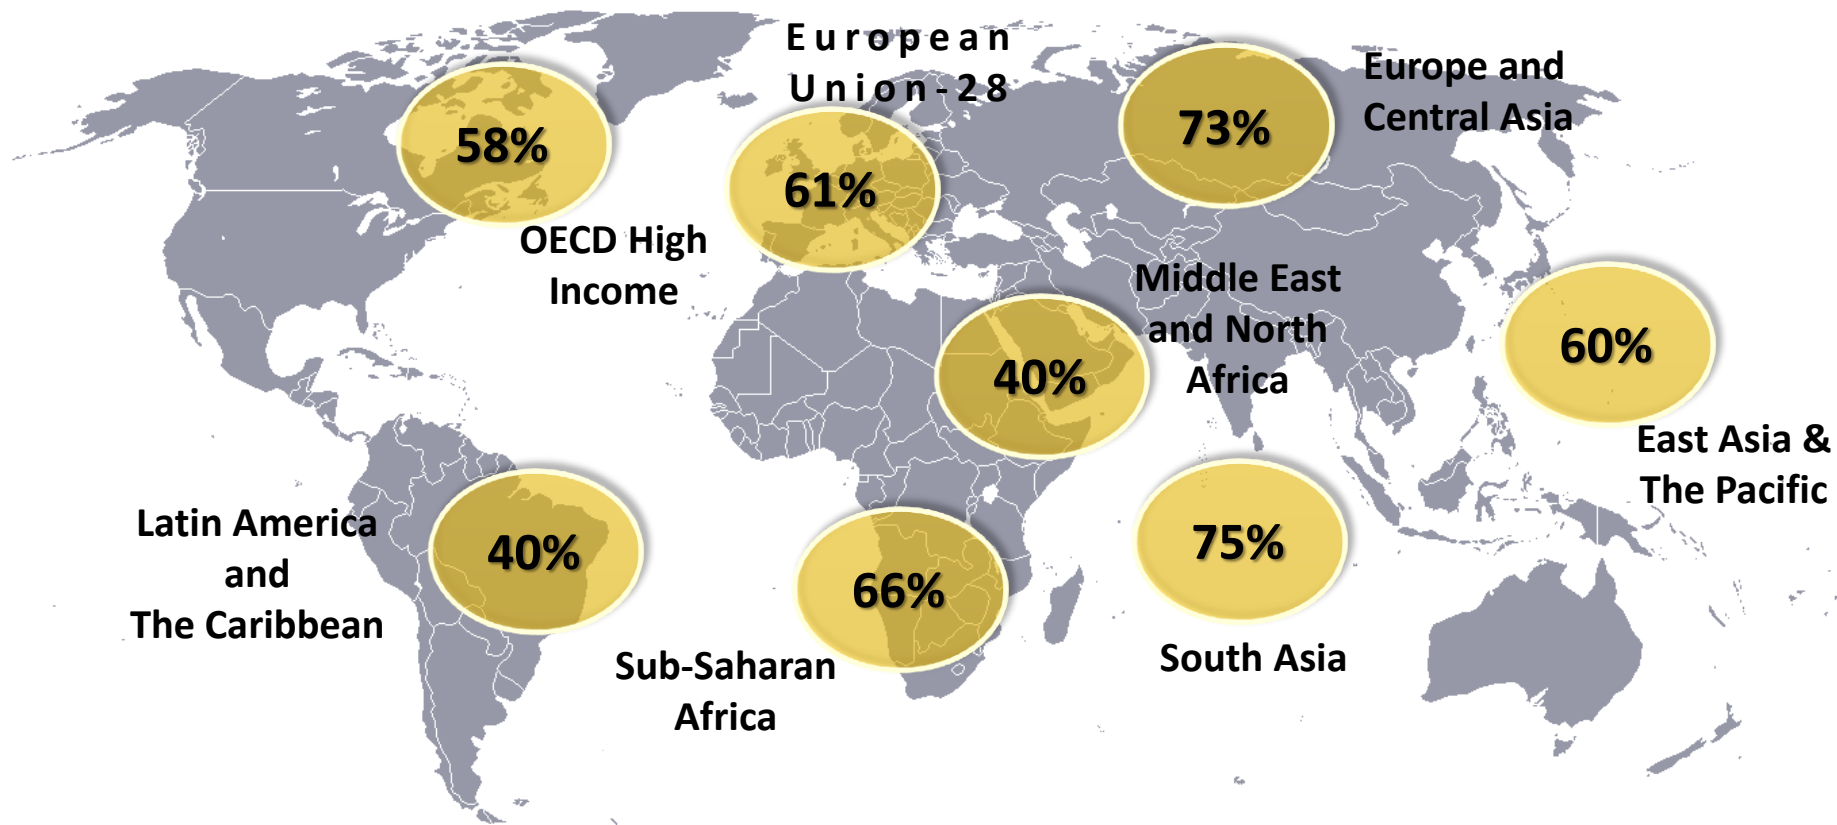 European
Union-28
61%
58%
OECD High
Income
73%
Europe and
Central Asia
Middle East
and North
Africa
40%
60%
East Asia &
The Pacific
Latin America
and
The Caribbean
40%
66%
Sub-Saharan
Africa
75%
South Asia